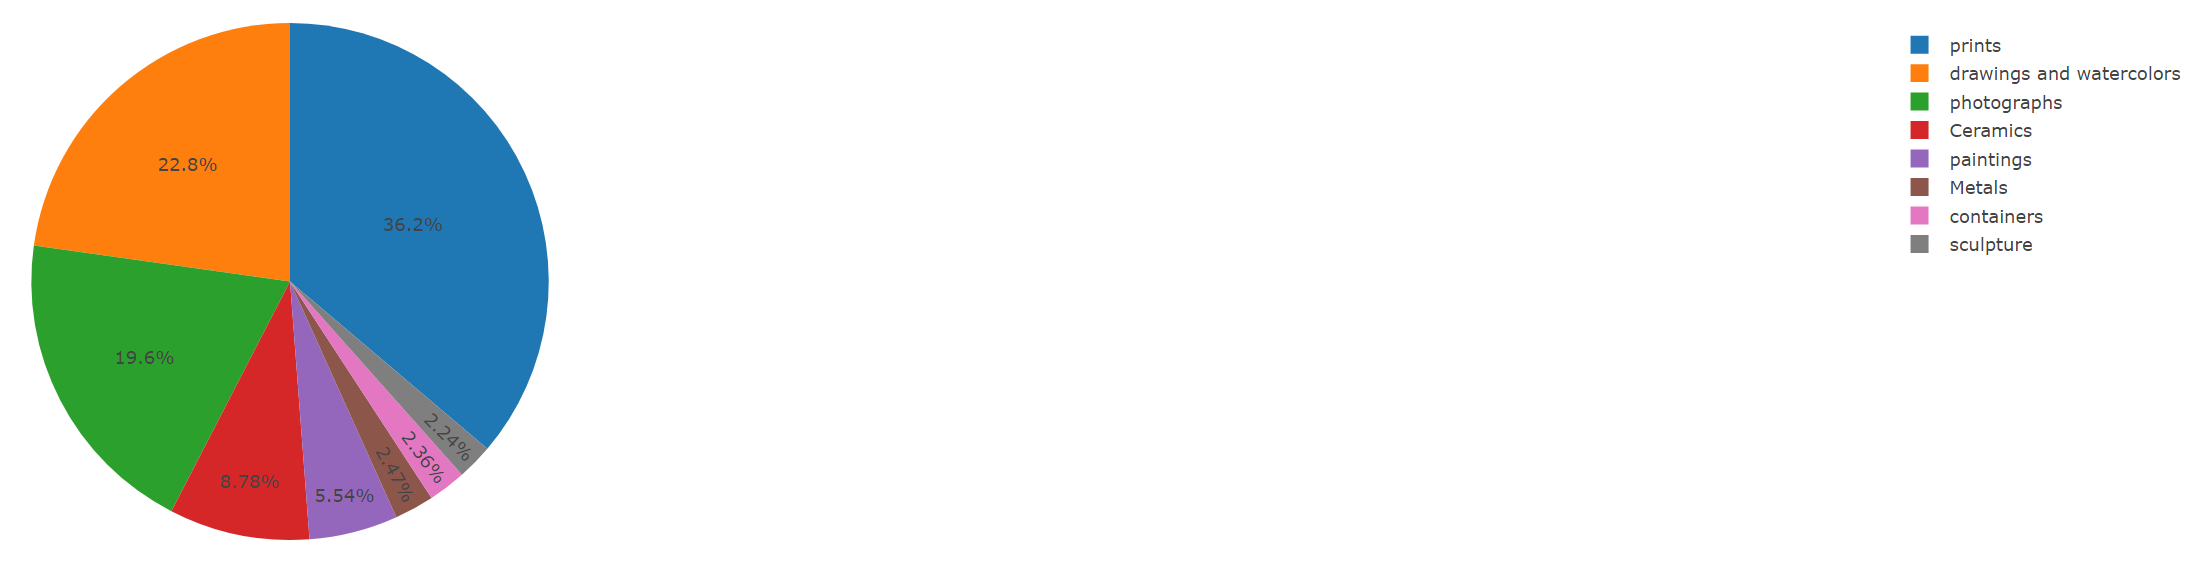 22.8%
36.2%
19.6%
8.78%
5.54%
2.47%
2.36%
2.24%
prints
drawings and watercolors
photographs
Ceramics
paintings
Metals
containers
sculpture